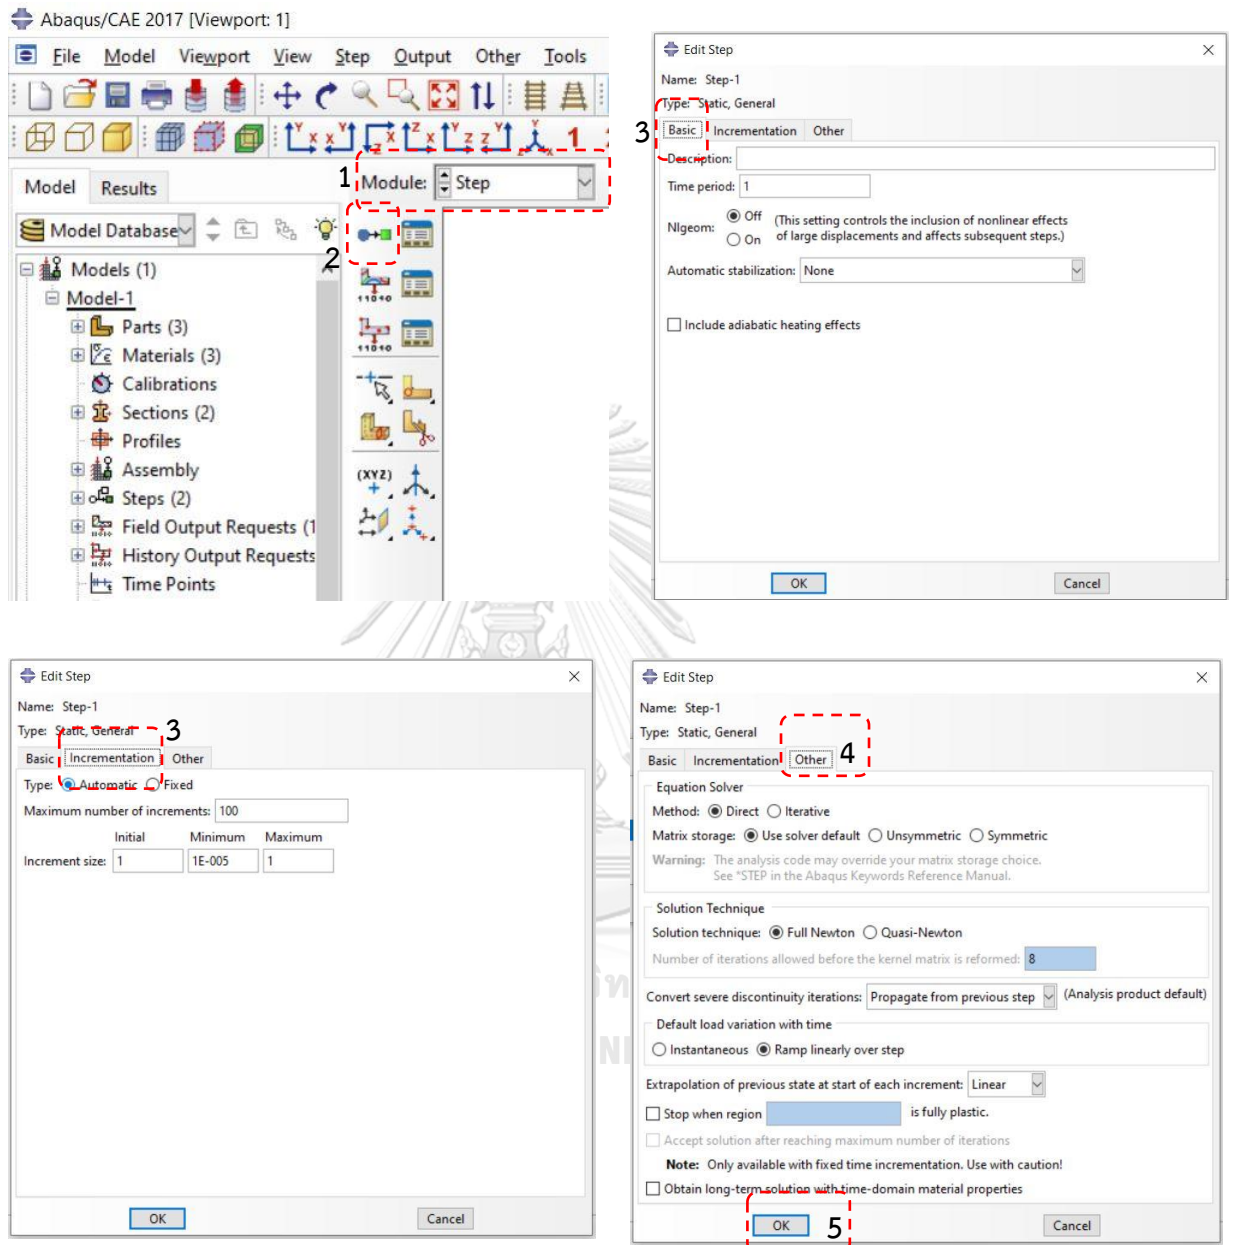 Abaqus/CAE 2017 [Viewport: 1]
File Model Viewport View Step Output Other Tools
1 Module: Step
Model Results
Model Database
2
Models (1)
Model-1
Parts (3)
Materials (3)
Calibrations
Sections (2)
Profiles
Assembly
Steps (2)
Field Output Requests (1
History Output Requests
Time Points
(XYZ)
Edit Step
Name: Step-1
Type: Static, General
3 Basic Incrementation Other
Description:
Time period: 1
Nlgeom: Off (This setting controls the inclusion of nonlinear effects
On of large displacements and affects subsequent steps.)
Automatic stabilization: None
Include adiabatic heating effects
OK Cancel
Edit Step
Name: Step-1
Type: Static, General 3
Basic Incrementation Other
Type: Automatic Fixed
Maximum number of increments: 100
Initial Minimum Maximum
Increment size: 1 1E-005 1
OK Cancel
Edit Step
Name: Step-1
Type: Static, General
Basic Incrementation Other 4
Equation Solver
Method: Direct Iterative
Matrix storage: Use solver default Unsymmetric Symmetric
Warning: The analysis code may override your matrix storage choice.
See *STEP in the Abaqus Keywords Reference Manual.
Solution Technique
Solution technique: Full Newton Quasi-Newton
Number of iterations allowed before the kernel matrix is reformed: 8
Convert severe discontinuity iterations: Propagate from previous step (Analysis product default)
Default load variation with time
Instantaneous Ramp linearly over step
Extrapolation of previous state at start of each increment: Linear
Stop when region is fully plastic.
Accept solution after reaching maximum number of iterations
Note: Only available with fixed time incrementation. Use with caution!
Obtain long-term solution with time-domain material properties
OK 5 Cancel